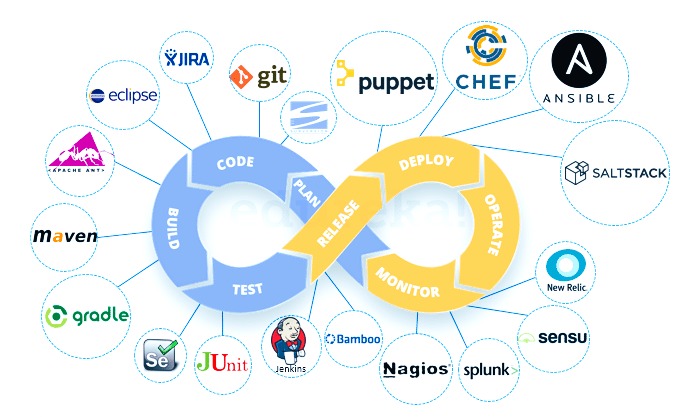 JIRA
git
puppet
CHEF
ANSIBLE
eclipse
<APACHE ANT>
maven
gradle
Se
JUnit
Jenkins
Bamboo
Nagios
splunk>
sensu
New Relic
SALTSTACK
CODE
PLAN
BUILD
TEST
RELEASE
DEPLOY
OPERATE
MONITOR